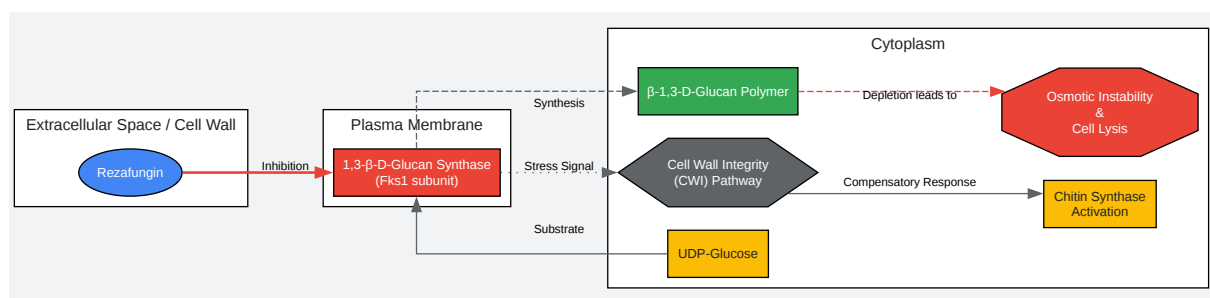 Extracellular Space / Cell Wall
Rezafungin
Inhibition
Plasma Membrane
1,3-β-D-Glucan Synthase
(Fks1 subunit)
Synthesis
Stress Signal
Substrate
Cytoplasm
β-1,3-D-Glucan Polymer
Depletion leads to
Osmotic Instability
&
Cell Lysis
Cell Wall Integrity
(CWI) Pathway
Compensatory Response
Chitin Synthase
Activation
UDP-Glucose